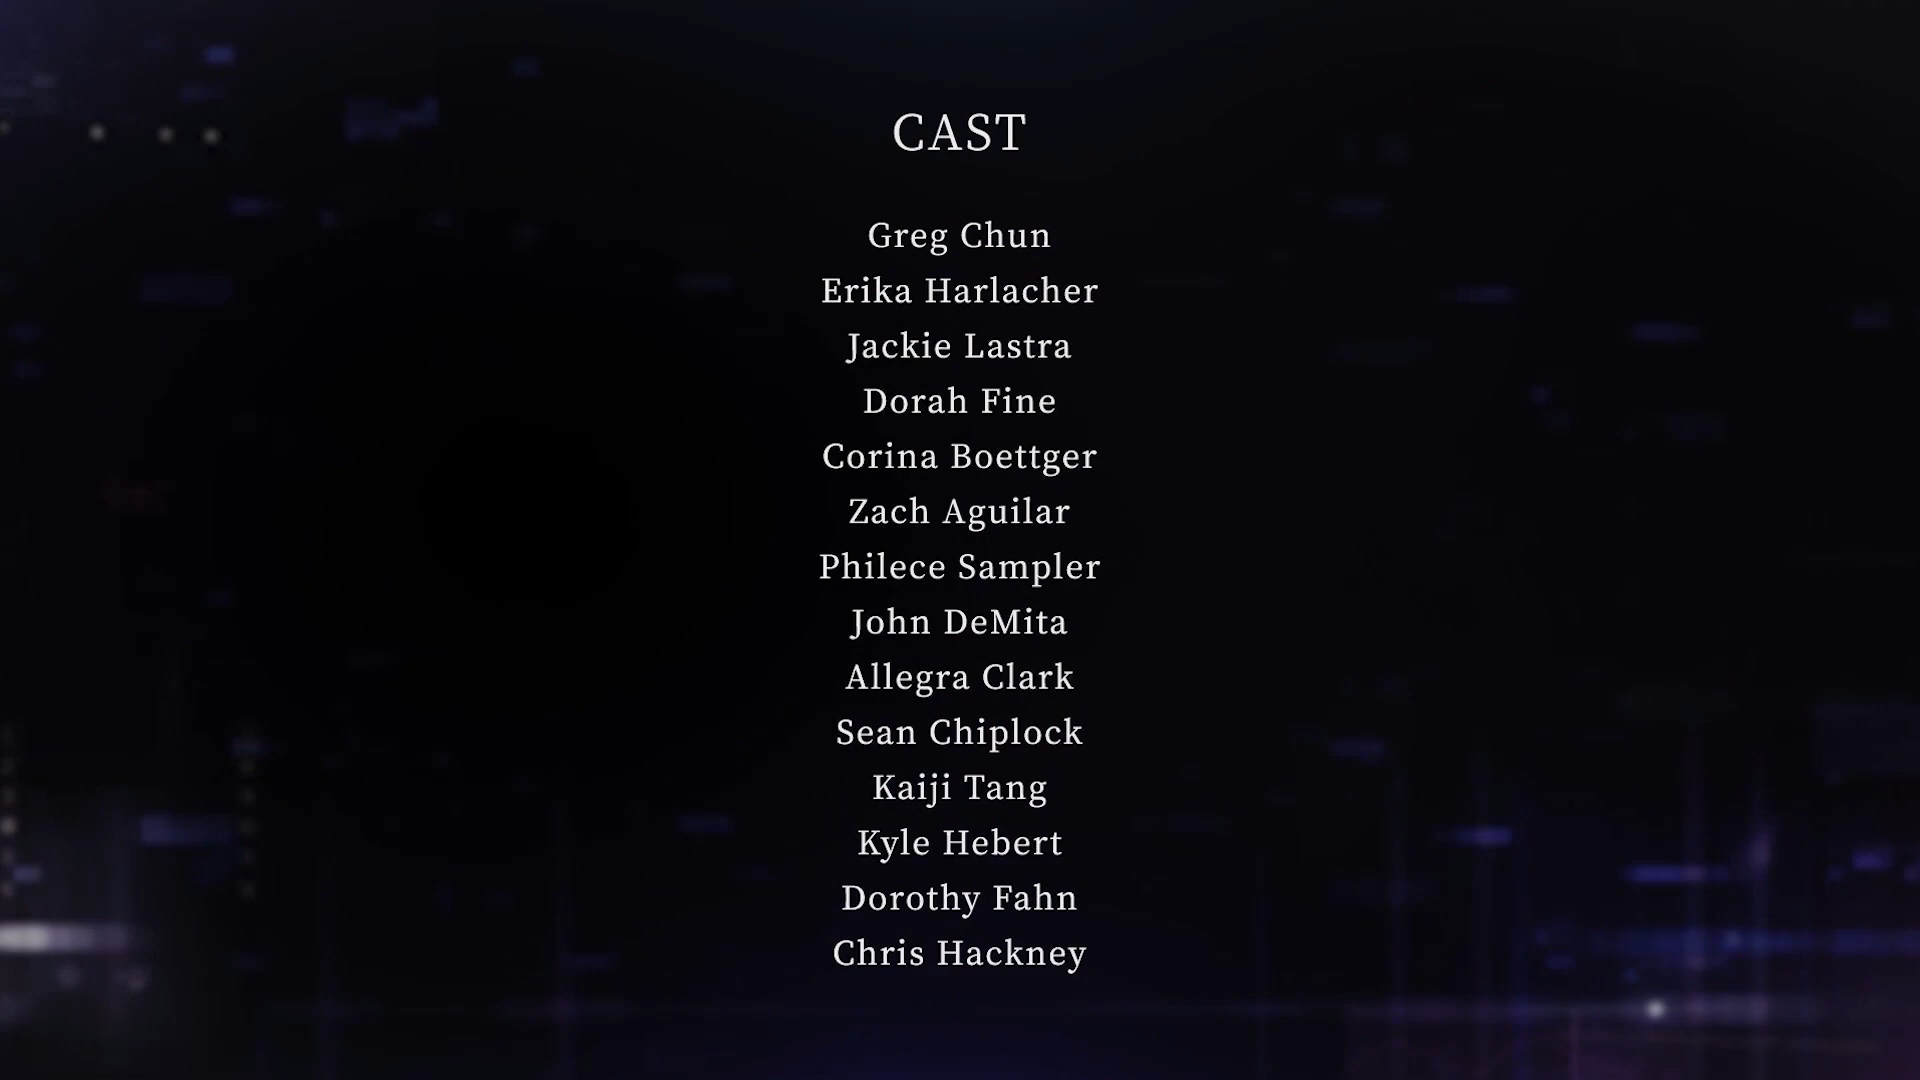 CAST
Greg Chun
Erika Harlacher
Jackie Lastra
Dorah Fine
Corina Boettger
Zach Aguilar
Philece Sampler
John DeMita
Allegra Clark
Sean Chiplock
Kaiji Tang
Kyle Hebert
Dorothy Fahn
Chris Hackney